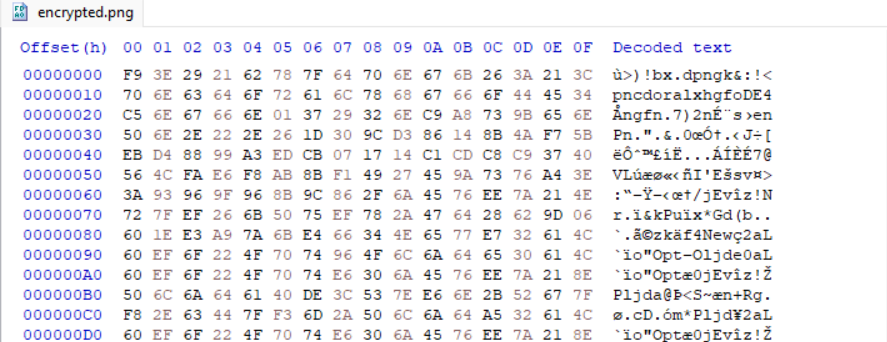 encrypted.png
Offset(h) 00 01 02 03 04 05 06 07 08 09 0A 0B 0C 0D 0E 0F Decoded text
00000000 F9 3E 29 21 62 78 7F 64 70 6E 67 6B 26 3A 21 3C ù>)!bx.dpngk&:!<
00000010 70 6E 63 64 6F 72 61 6C 78 68 67 66 6F 44 45 34 pncdoralxhgfoDE4
00000020 C5 6E 67 66 6E 01 37 29 32 6E C9 A8 73 9B 65 6E Ångfn.7)2nÉ¨s›en
00000030 50 6E 2E 22 2E 26 1D 30 9C D3 86 14 8B 4A F7 5B Pn.".&.0œÓ†.‹J÷[
00000040 EB D4 88 99 A3 ED CB 07 17 14 C1 CD C8 C9 37 40 ëÔˆ™£íË...ÁÍÈÉ7@
00000050 56 4C FA E6 F8 AB 8B F1 49 27 45 9A 73 76 A4 3E VLúæø«‹ñI'Ešsv¤>
00000060 3A 93 96 9F 96 8B 9C 86 2F 6A 45 76 EE 7A 21 4E :“–Ÿ–‹œ†/jEvîz!N
00000070 72 7F EF 26 6B 50 75 EF 78 2A 47 64 28 62 9D 06 r.ï&kPuïx*Gd(b..
00000080 60 1E E3 A9 7A 6B E4 66 34 4E 65 77 E7 32 61 4C `.ã©zkäf4Newç2aL
00000090 60 EF 6F 22 4F 70 74 96 4F 6C 6A 64 65 30 61 4C `ïo"Opt–Oljde0aL
000000A0 60 EF 6F 22 4F 70 74 E6 30 6A 45 76 EE 7A 21 8E `ïo"Optæ0jEvîz!Ž
000000B0 50 6C 6A 64 61 40 DE 3C 53 7E E6 6E 2B 52 67 7F Pljda@Þ<S~æn+Rg.
000000C0 F8 2E 63 44 7F F3 6D 2A 50 6C 6A 64 A5 32 61 4C ø.cD.óm*Pljd¥2aL
000000D0 60 EF 6F 22 4F 70 74 E6 30 6A 45 76 EE 7A 21 8E `ïo"Optæ0jEvîz!Ž